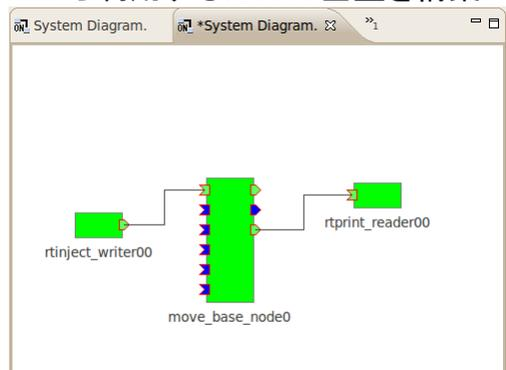 System Diagram.
*System Diagram.
»1
rtinject_writer00
move_base_node0
rtprint_reader00